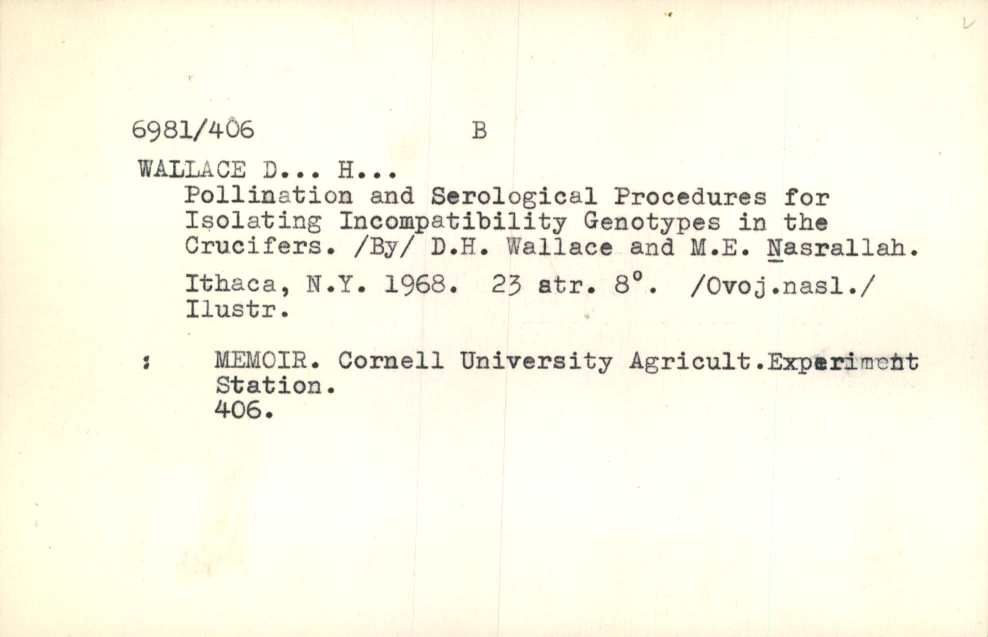 6981/406 B
WALLACE D... H...
Pollination and Serological Procedures for
Isolating Incompatibility Genotypes in the
Crucifers. /By/ D.H. Wallace and M.E. Nasrallah.
Ithaca, N.Y. 1968. 23 str. 8°. /Ovoj.nasl./
Ilustr.
: MEMOIR. Cornell University Agricult.Experiment
Station.
406.